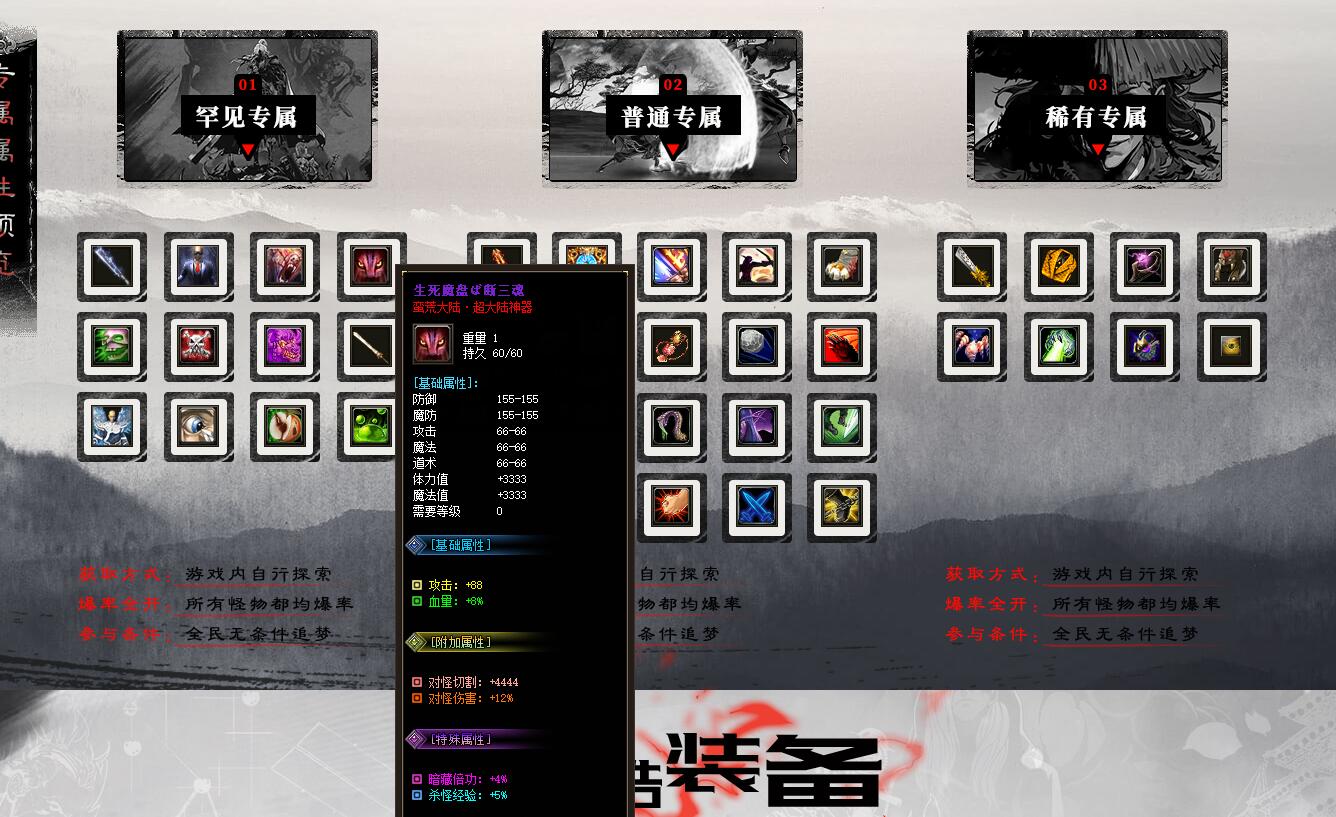 01
罕见专属
02
普通专属
03
稀有专属
专
属
属
生
预
览
生死魔盘
断三魂
蛮荒大陆·超大陆神器
重量 1
持久 60/60
[基础属性]:
防御 155-155
魔防 155-155
攻击 66-66
魔法 66-66
道术 66-66
体力值 +3333
魔法值 +3333
需要等级 0
[基础属性]
攻击: +88
血量: +8%
[附加属性]
对怪切割: +4444
对怪伤害: +12%
[特殊属性]
暗藏倍功: +4%
杀怪经验: +5%
获取方式: 游戏内自行探索
爆率全开: 所有怪物都均爆率
参与条件: 全民无条件追梦
自行探索
物都均爆率
条件追梦
获取方式: 游戏内自行探索
爆率全开: 所有怪物都均爆率
参与条件: 全民无条件追梦
装备